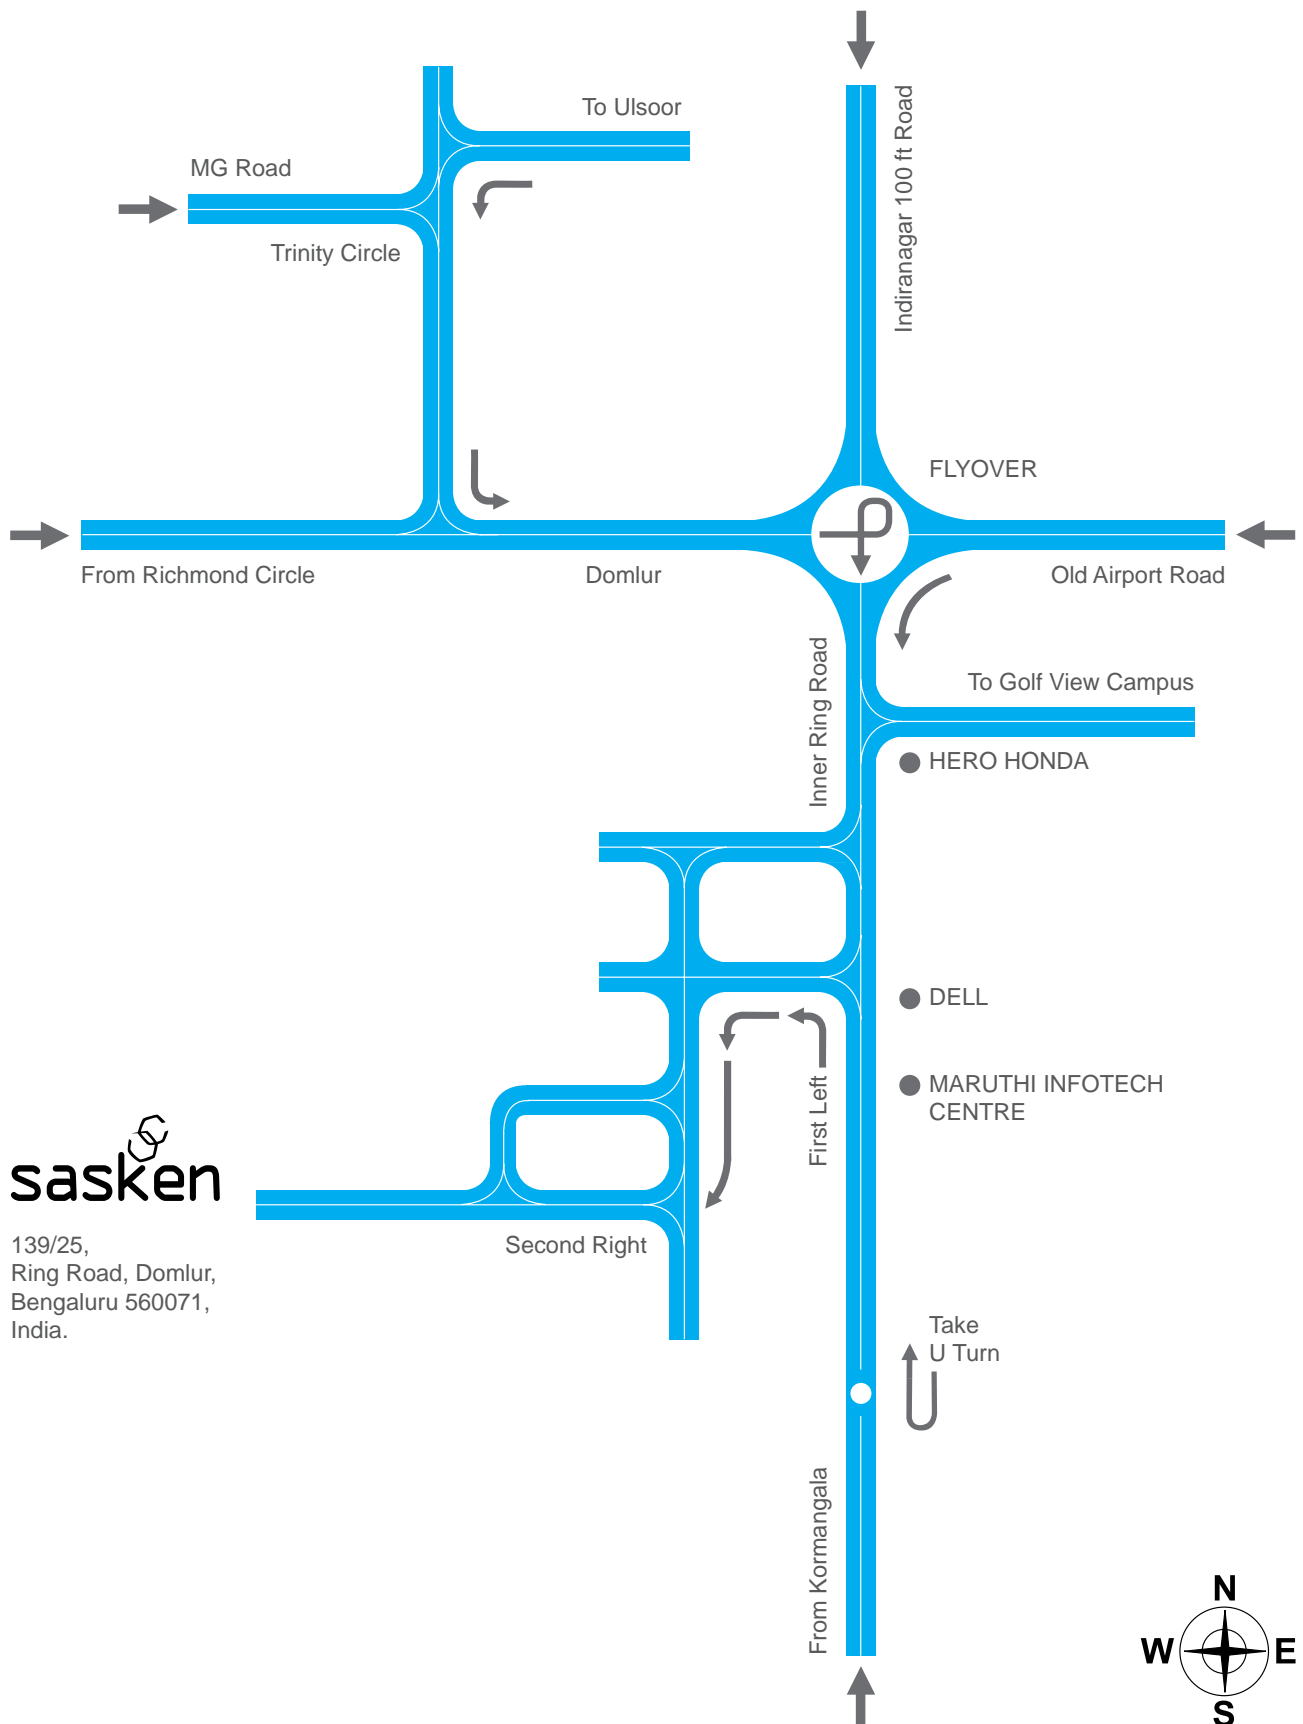 To Ulsoor
MG Road
Trinity Circle
Indiranagar 100 ft Road
FLYOVER
From Richmond Circle
Domlur
Old Airport Road
Inner Ring Road
To Golf View Campus
HERO HONDA
DELL
MARUTHI INFOTECH
CENTRE
First Left
sasken
139/25,
Ring Road, Domlur,
Bengaluru 560071,
India.
Second Right
Take
U Turn
From Kormangala
N
W
E
S